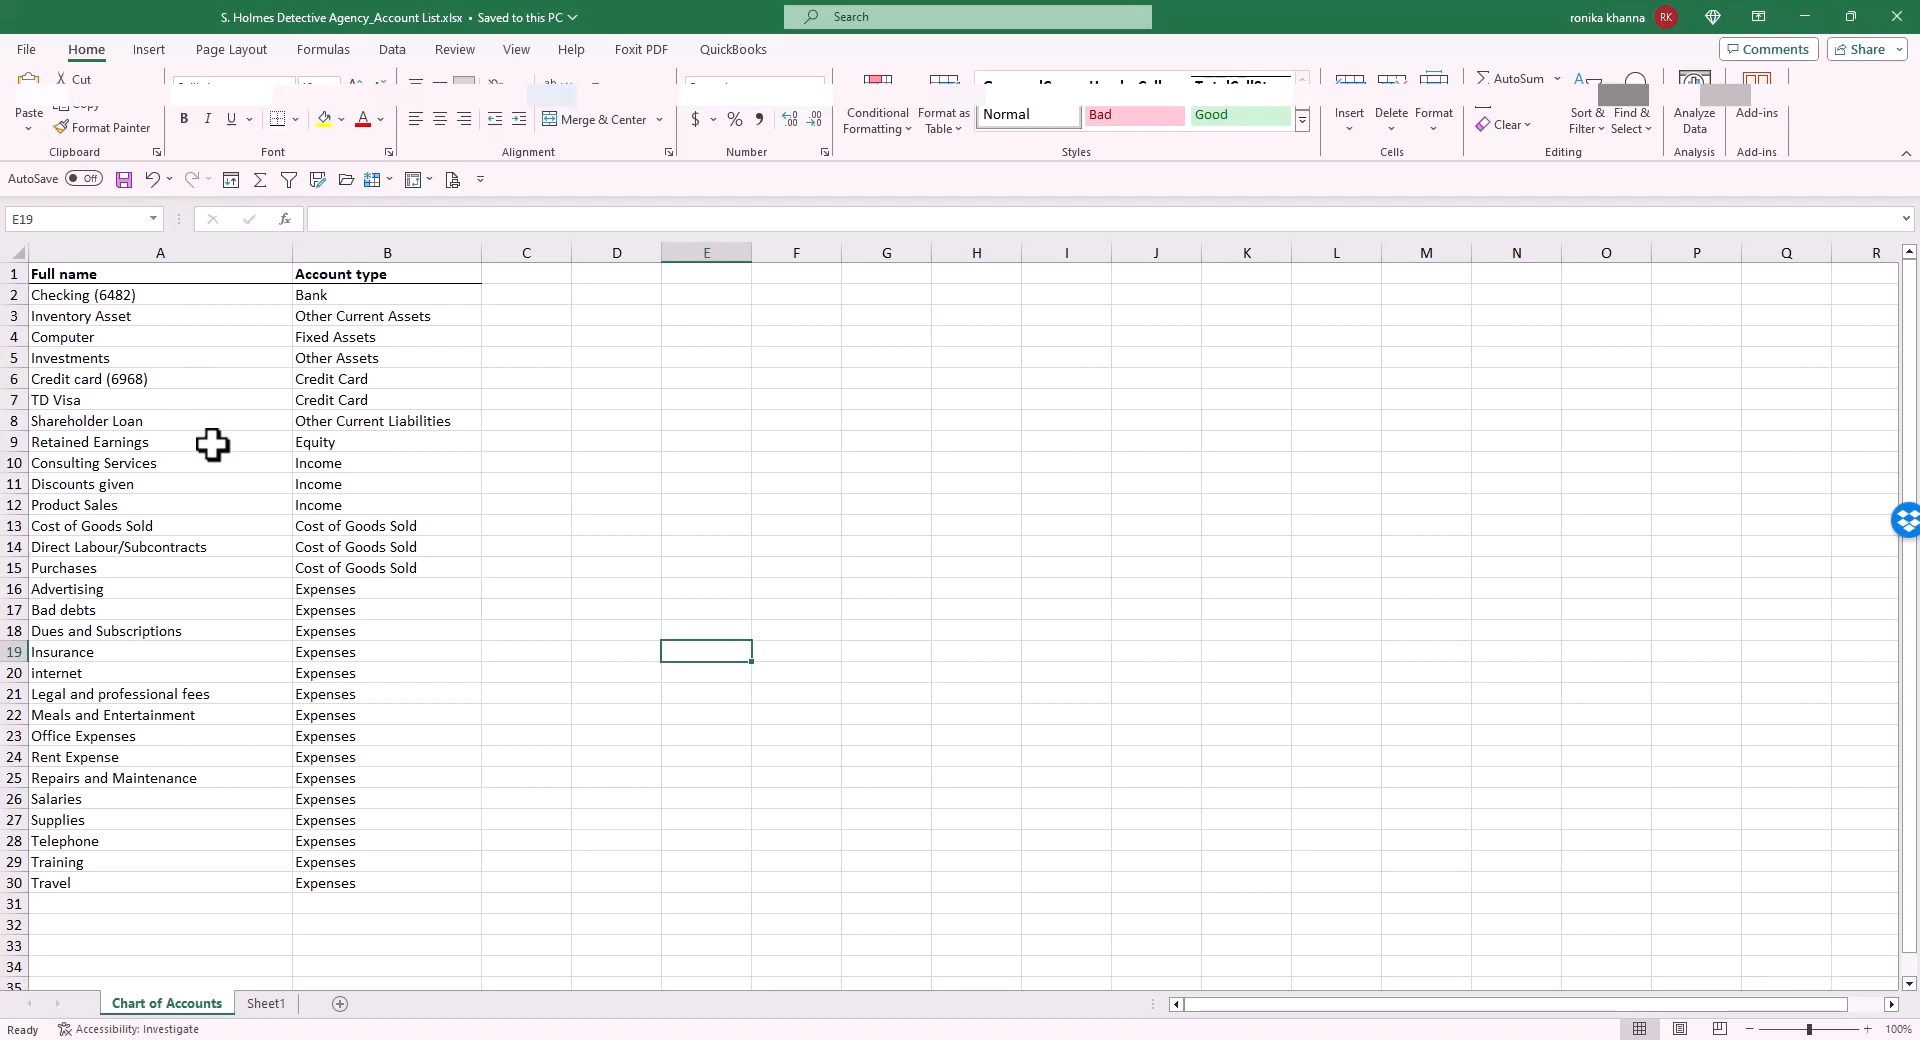 S. Holmes Detective Agency_Account List.xlsx • Saved to this PC
Search
ronika khanna RK
File Home Insert Page Layout Formulas Data Review View Help Foxit PDF QuickBooks
Comments Share
Cut
AutoSum
Paste
Copy
Conditional Formatting
Format as Table
Normal Bad Good
Insert Delete Format
Sort & Filter
Find & Select
Analyze Data
Add-ins
Format Painter
B I U A
Merge & Center
$ % 9
Clear
Clipboard Font Alignment Number Styles Cells Editing Analysis Add-ins
AutoSave Off
E19 fx
A B C D E F G H I J K L M N O P Q R
1 Full name Account type
2 Checking (6482) Bank
3 Inventory Asset Other Current Assets
4 Computer Fixed Assets
5 Investments Other Assets
6 Credit card (6968) Credit Card
7 TD Visa Credit Card
8 Shareholder Loan Other Current Liabilities
9 Retained Earnings Equity
10 Consulting Services Income
11 Discounts given Income
12 Product Sales Income
13 Cost of Goods Sold Cost of Goods Sold
14 Direct Labour/Subcontracts Cost of Goods Sold
15 Purchases Cost of Goods Sold
16 Advertising Expenses
17 Bad debts Expenses
18 Dues and Subscriptions Expenses
19 Insurance Expenses
20 internet Expenses
21 Legal and professional fees Expenses
22 Meals and Entertainment Expenses
23 Office Expenses Expenses
24 Rent Expense Expenses
25 Repairs and Maintenance Expenses
26 Salaries Expenses
27 Supplies Expenses
28 Telephone Expenses
29 Training Expenses
30 Travel Expenses
31
32
33
34
35
Chart of Accounts Sheet1
Ready Accessibility: Investigate
100%